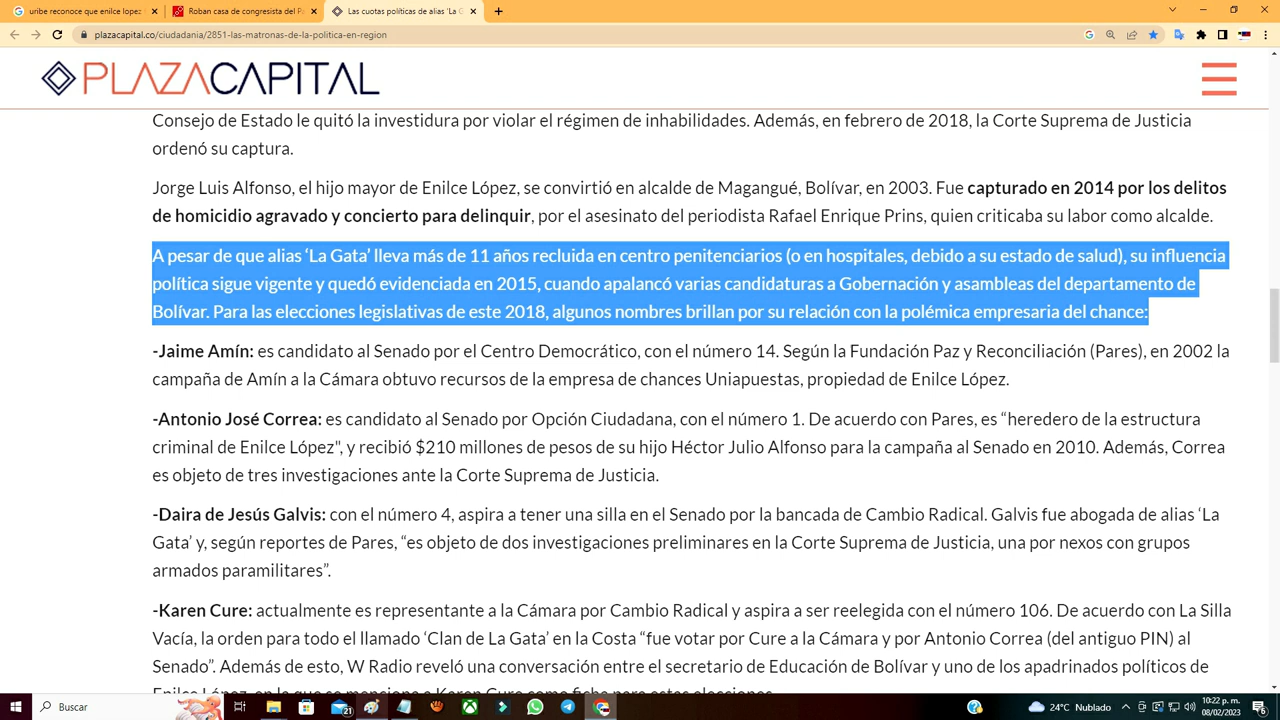 uribe reconoce que enilce lopez
Roban casa de congresista del Pa
Las cuotas políticas de alias 'La G
plazacapital.co/ciudadania/2851-las-matronas-de-la-politica-en-region
PLAZACAPITAL
Consejo de Estado le quitó la investidura por violar el régimen de inhabilidades. Además, en febrero de 2018, la Corte Suprema de Justicia
ordenó su captura.
Jorge Luis Alfonso, el hijo mayor de Enilce López, se convirtió en alcalde de Magangué, Bolívar, en 2003. Fue capturado en 2014 por los delitos
de homicidio agravado y concierto para delinquir, por el asesinato del periodista Rafael Enrique Prins, quien criticaba su labor como alcalde.
A pesar de que alias ‘La Gata’ lleva más de 11 años recluida en centro penitenciarios (o en hospitales, debido a su estado de salud), su influencia
política sigue vigente y quedó evidenciada en 2015, cuando apalancó varias candidaturas a Gobernación y asambleas del departamento de
Bolívar. Para las elecciones legislativas de este 2018, algunos nombres brillan por su relación con la polémica empresaria del chance:
-Jaime Amín: es candidato al Senado por el Centro Democrático, con el número 14. Según la Fundación Paz y Reconciliación (Pares), en 2002 la
campaña de Amín a la Cámara obtuvo recursos de la empresa de chances Uniapuestas, propiedad de Enilce López.
-Antonio José Correa: es candidato al Senado por Opción Ciudadana, con el número 1. De acuerdo con Pares, es “heredero de la estructura
criminal de Enilce López", y recibió $210 millones de pesos de su hijo Héctor Julio Alfonso para la campaña al Senado en 2010. Además, Correa
es objeto de tres investigaciones ante la Corte Suprema de Justicia.
-Daira de Jesús Galvis: con el número 4, aspira a tener una silla en el Senado por la bancada de Cambio Radical. Galvis fue abogada de alias ‘La
Gata’ y, según reportes de Pares, “es objeto de dos investigaciones preliminares en la Corte Suprema de Justicia, una por nexos con grupos
armados paramilitares”.
-Karen Cure: actualmente es representante a la Cámara por Cambio Radical y aspira a ser reelegida con el número 106. De acuerdo con La Silla
Vacía, la orden para todo el llamado ‘Clan de La Gata’ en la Costa “fue votar por Cure a la Cámara y por Antonio Correa (del antiguo PIN) al
Senado”. Además de esto, W Radio reveló una conversación entre el secretario de Educación de Bolívar y uno de los apadrinados políticos de
Enilce López, en la que se menciona a Karen Cure como ficha para estas elecciones.
Buscar
21
24°C Nublado
10:22 p. m.
08/02/2023
6